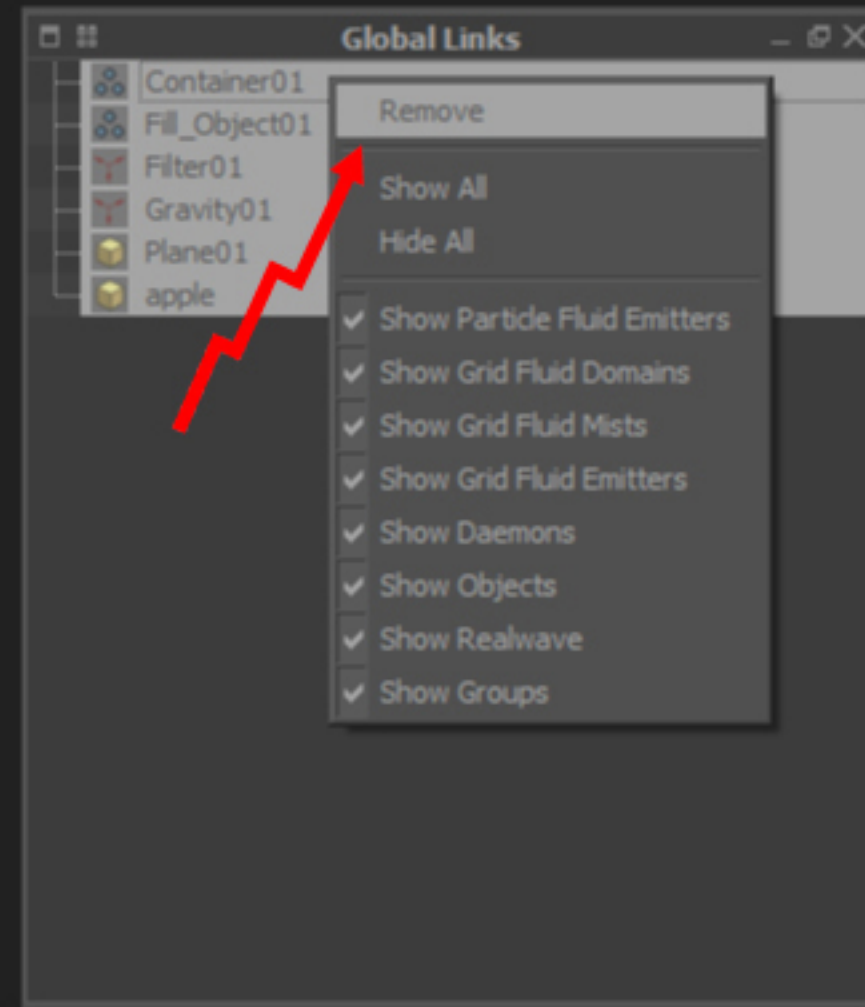 Global Links
Container01
Fill_Object01
Filter01
Gravity01
Plane01
apple
Remove
Show All
Hide All
Show Particle Fluid Emitters
Show Grid Fluid Domains
Show Grid Fluid Mists
Show Grid Fluid Emitters
Show Daemons
Show Objects
Show Realwave
Show Groups